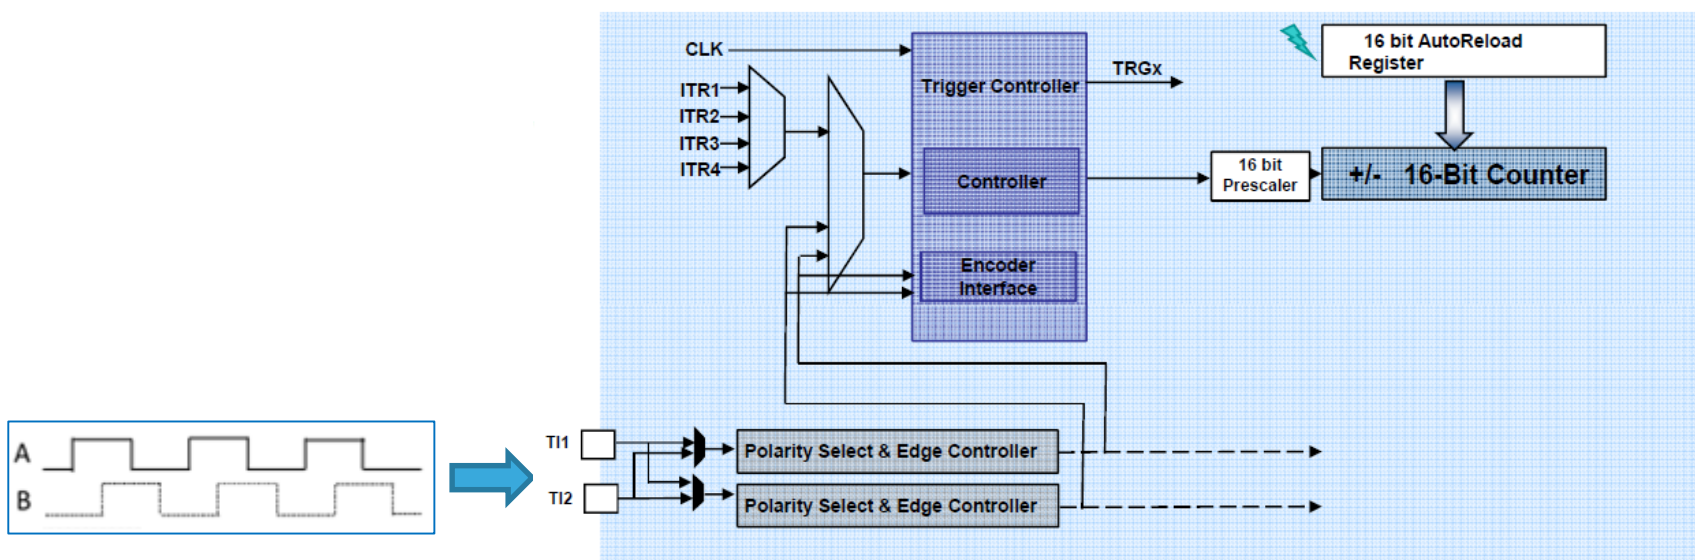 CLK
ITR1
ITR2
ITR3
ITR4
Trigger Controller
TRGx
16 bit AutoReload
Register
Controller
16 bit
Prescaler
+/- 16-Bit Counter
Encoder
Interface
A
B
TI1
TI2
Polarity Select & Edge Controller
Polarity Select & Edge Controller